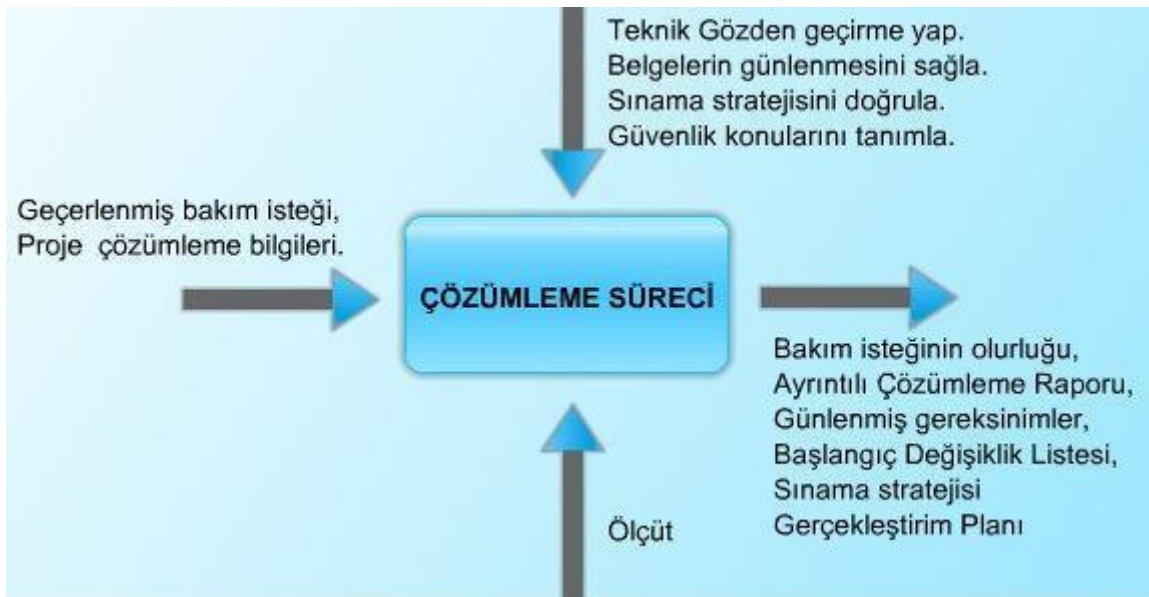 Teknik Gözden geçirme yap.
Belgelerin günlenmesini sağla.
Sınama stratejisini doğrula.
Güvenlik konularını tanımla.
Geçerlenmiş bakım isteği,
Proje çözümleme bilgileri.
ÇÖZÜMLEME SÜRECİ
Bakım isteğinin olurluğu,
Ayrıntılı Çözümleme Raporu,
Günlenmiş gereksinimler,
Başlangıç Değişiklik Listesi,
Sınama stratejisi
Gerçekleştirim Planı
Ölçüt